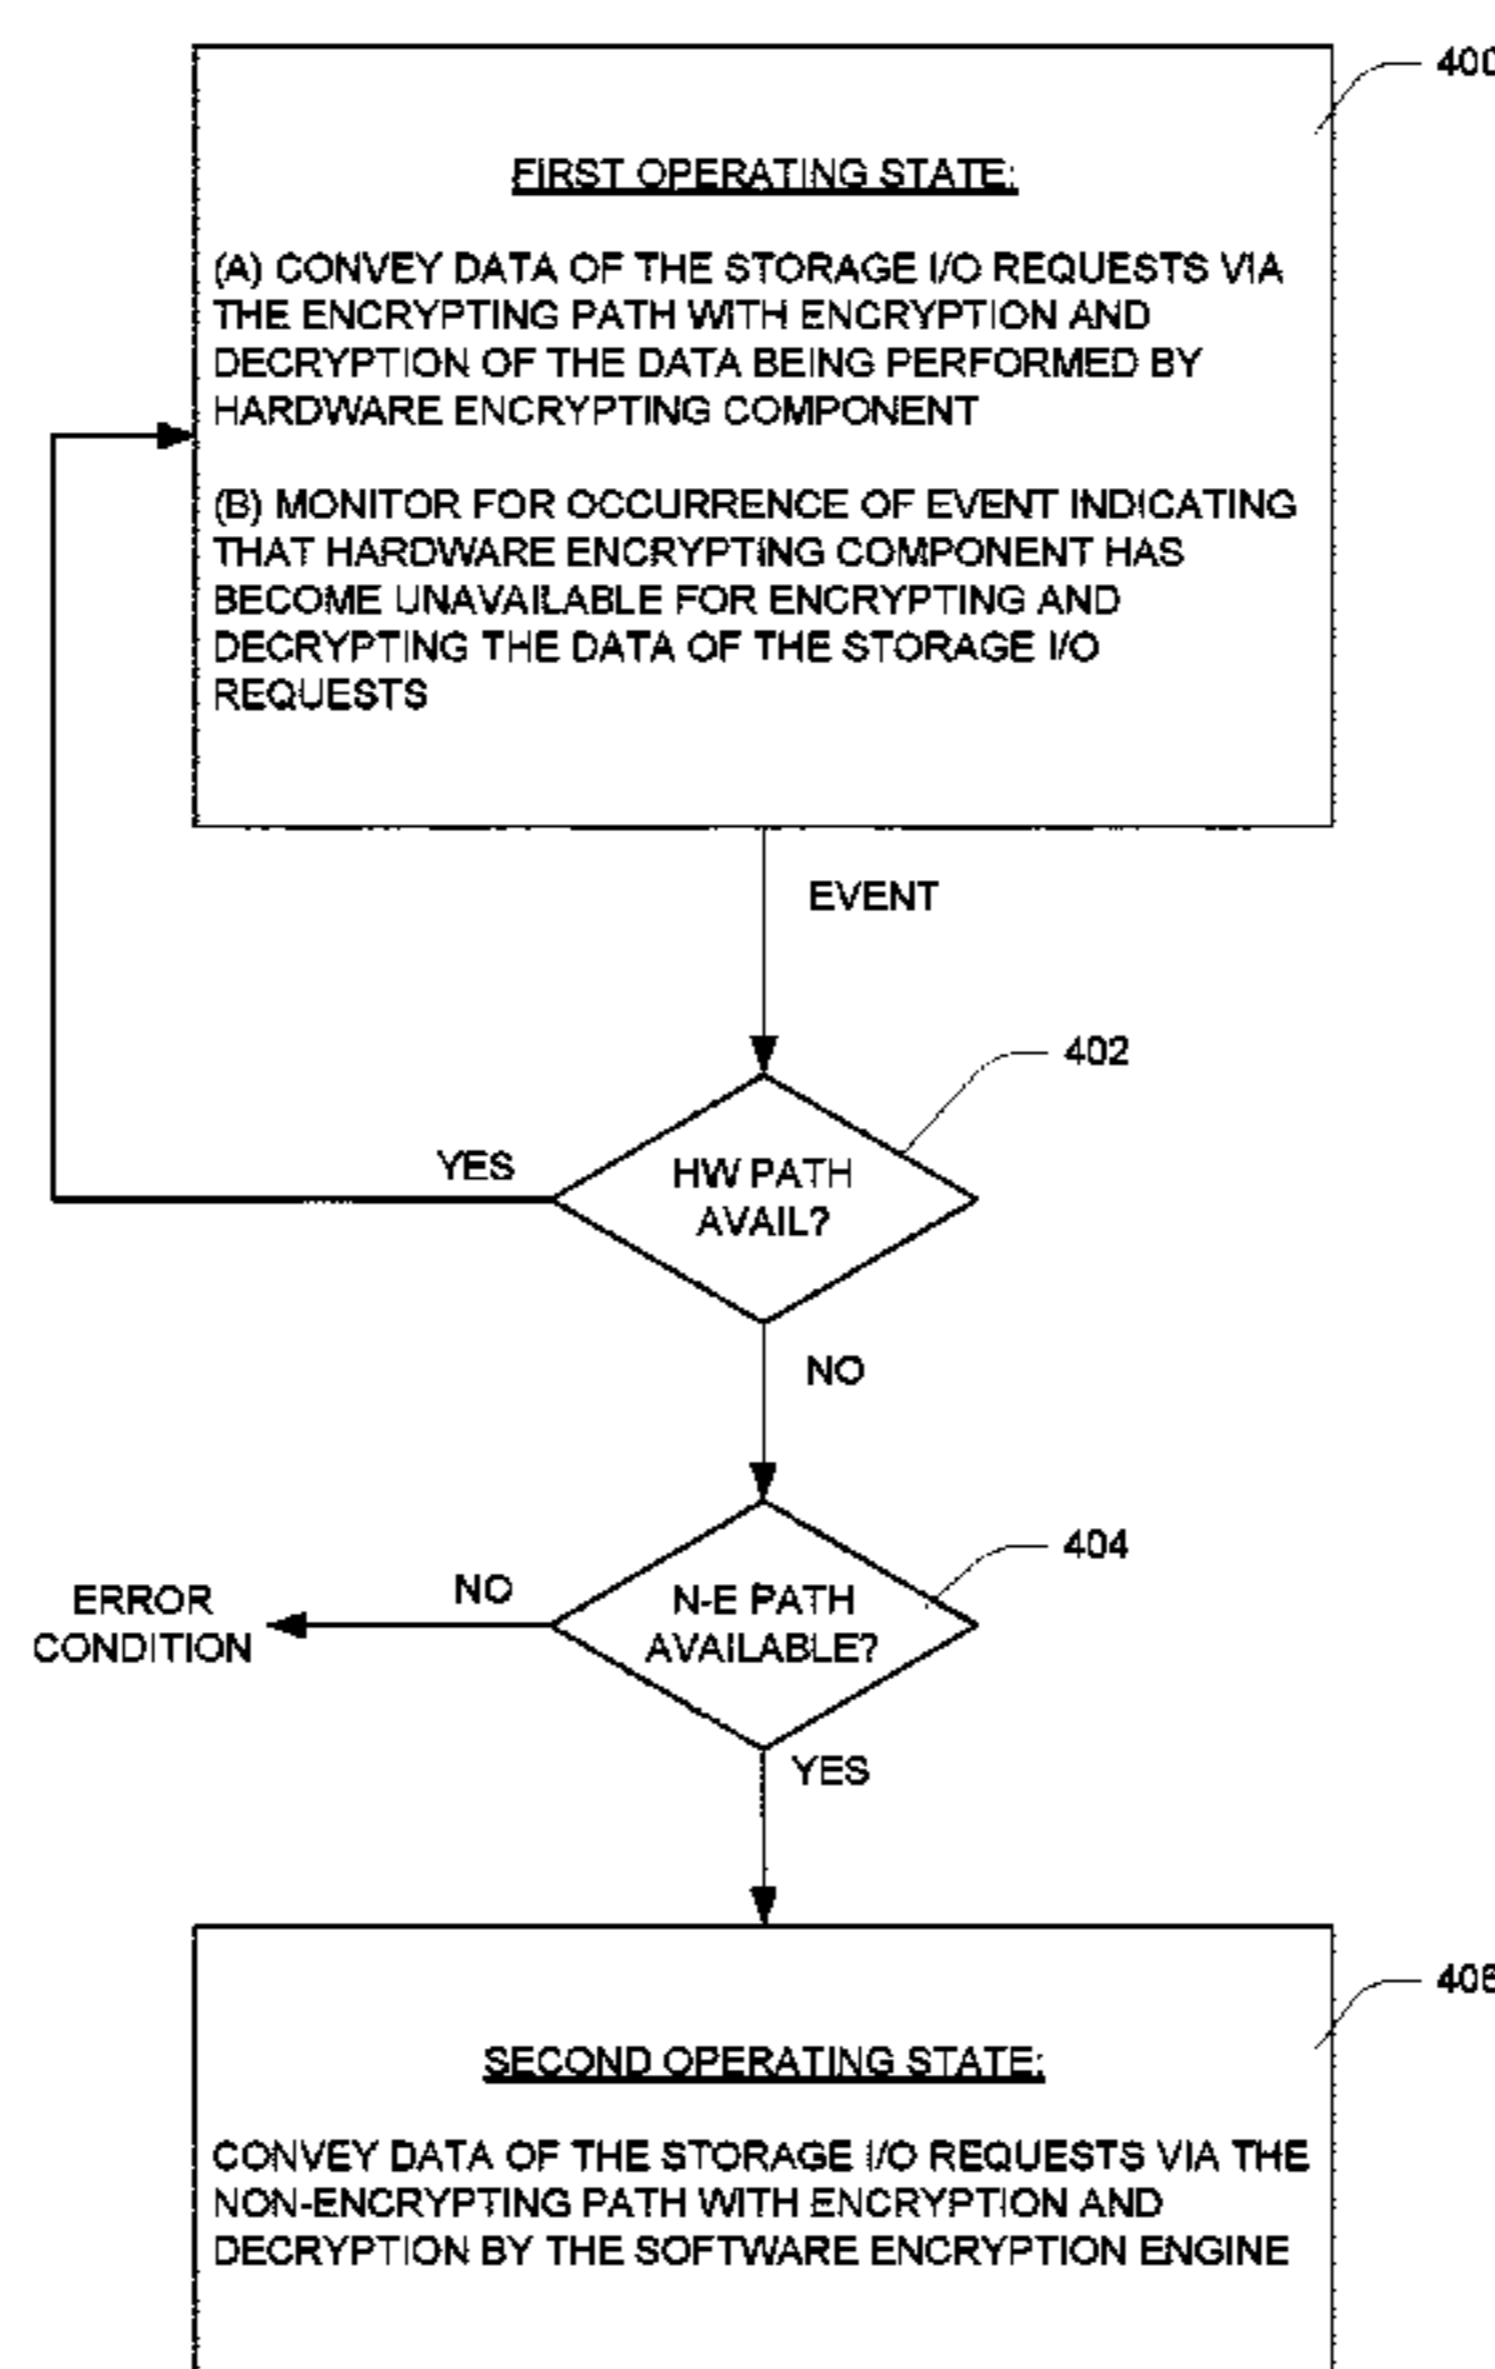 400
FIRST OPERATING STATE:
(A) CONVEY DATA OF THE STORAGE I/O REQUESTS VIA
THE ENCRYPTING PATH WITH ENCRYPTION AND
DECRYPTION OF THE DATA BEING PERFORMED BY
HARDWARE ENCRYPTING COMPONENT
(B) MONITOR FOR OCCURRENCE OF EVENT INDICATING
THAT HARDWARE ENCRYPTING COMPONENT HAS
BECOME UNAVAILABLE FOR ENCRYPTING AND
DECRYPTING THE DATA OF THE STORAGE I/O
REQUESTS
EVENT
402
YES
HW PATH
AVAIL?
NO
404
NO
N-E PATH
AVAILABLE?
ERROR
CONDITION
YES
406
SECOND OPERATING STATE:
CONVEY DATA OF THE STORAGE I/O REQUESTS VIA THE
NON-ENCRYPTING PATH WITH ENCRYPTION AND
DECRYPTION BY THE SOFTWARE ENCRYPTION ENGINE